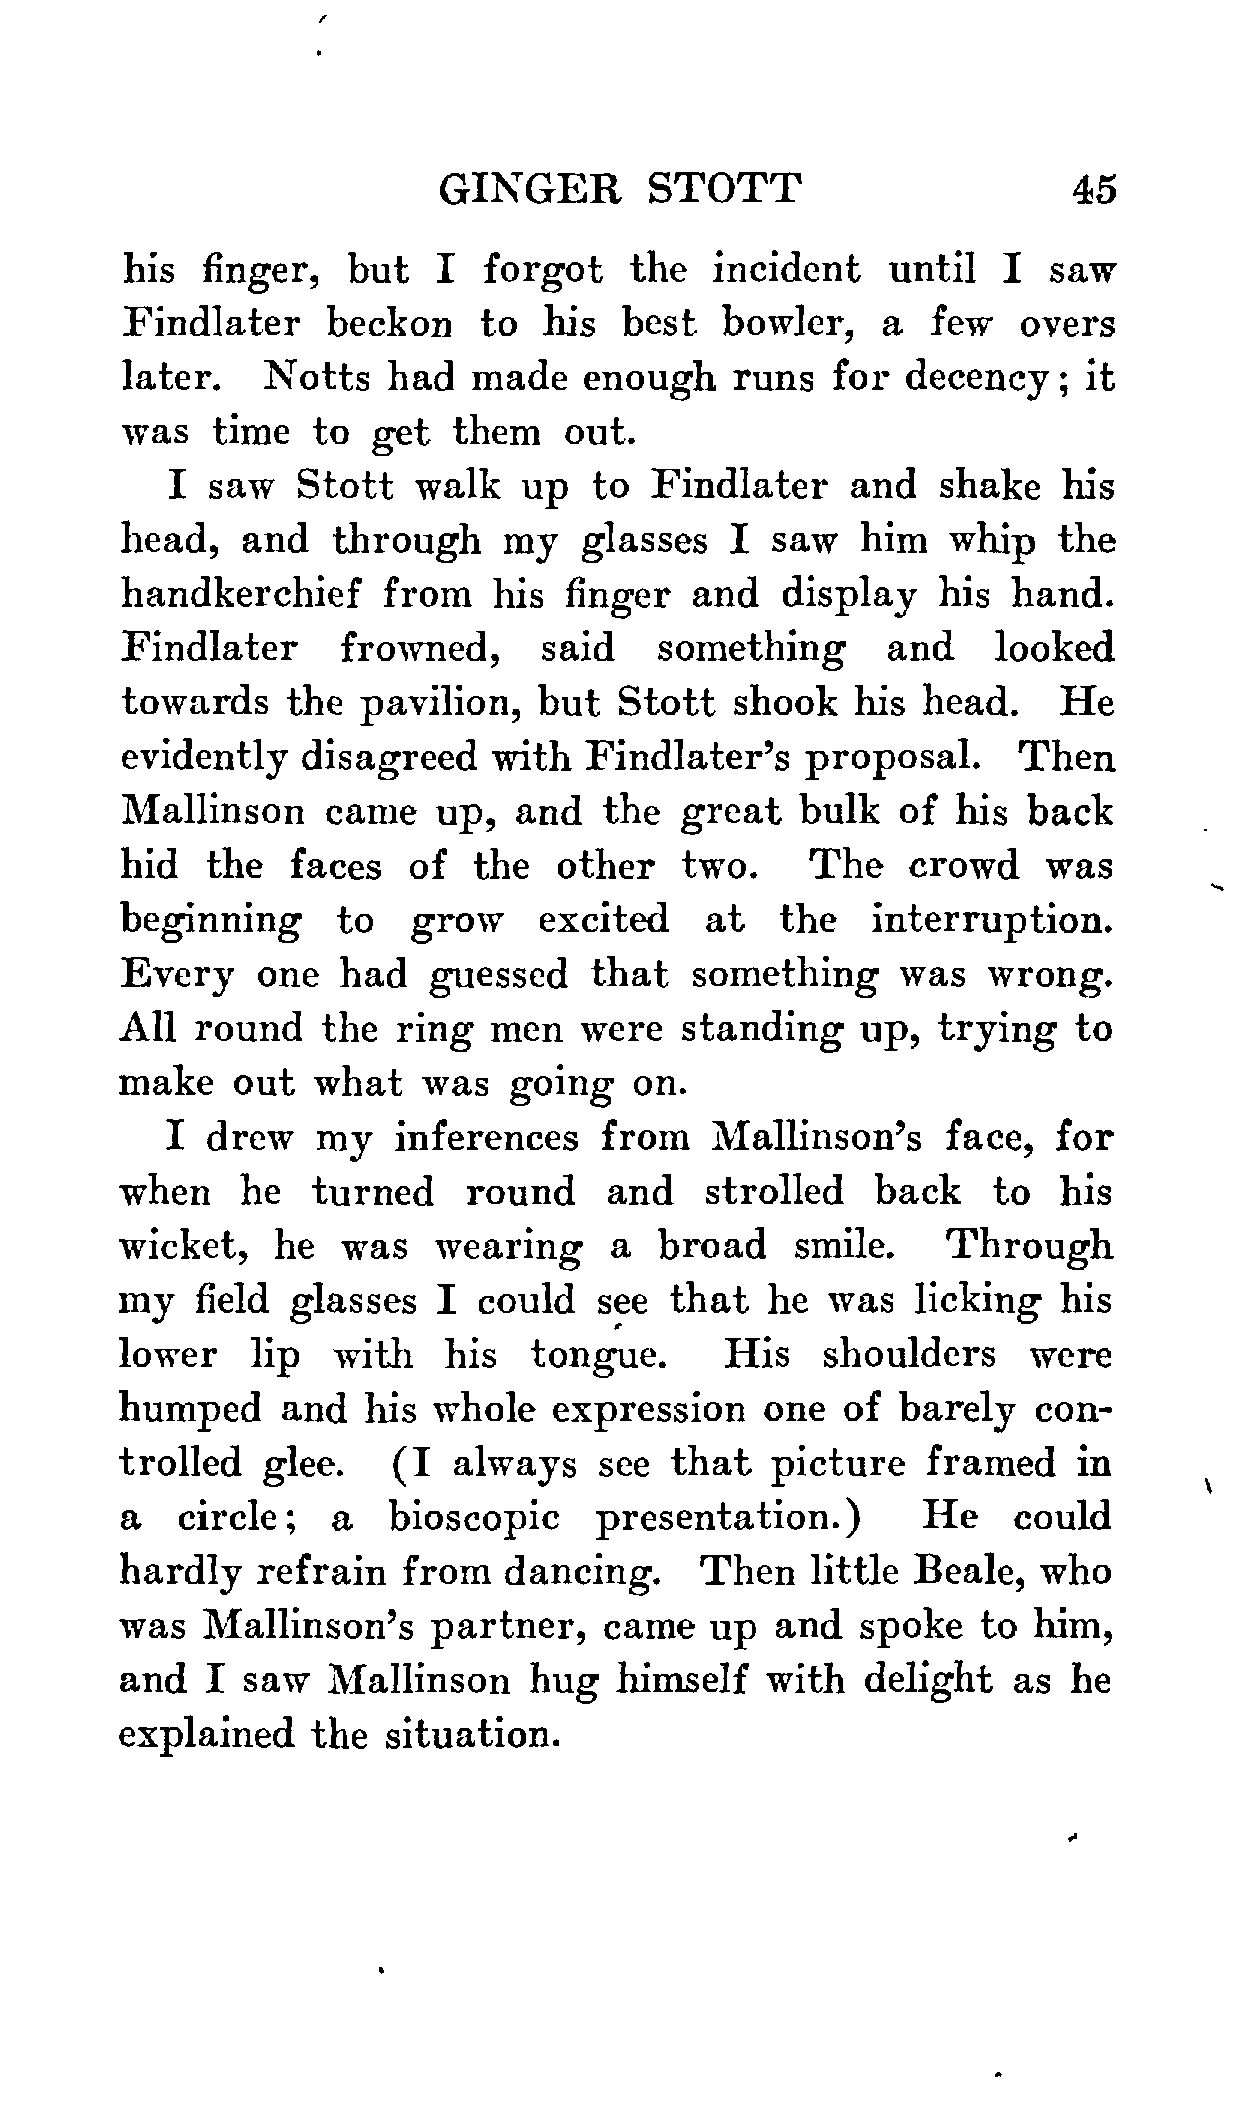 GINGER STOTT 45
his finger, but I forgot the incident until I saw
Findlater beckon to his best bowler, a few overs
later. Notts had made enough runs for decency; it
was time to get them out.
I saw Stott walk up to Findlater and shake his
head, and through my glasses I saw him whip the
handkerchief from his finger and display his hand.
Findlater frowned, said something and looked
towards the pavilion, but Stott shook his head. He
evidently disagreed with Findlater's proposal. Then
Mallinson came up, and the great bulk of his back
hid the faces of the other two. The crowd was
beginning to grow excited at the interruption.
Every one had guessed that something was wrong.
All round the ring men were standing up, trying to
make out what was going on.
I drew my inferences from Mallinson's face, for
when he turned round and strolled back to his
wicket, he was wearing a broad smile. Through
my field glasses I could see that he was licking his
lower lip with his tongue. His shoulders were
humped and his whole expression one of barely con-
trolled glee. (I always see that picture framed in
a circle; a bioscopic presentation.) He could
hardly refrain from dancing. Then little Beale, who
was Mallinson's partner, came up and spoke to him,
and I saw Mallinson hug himself with delight as he
explained the situation.